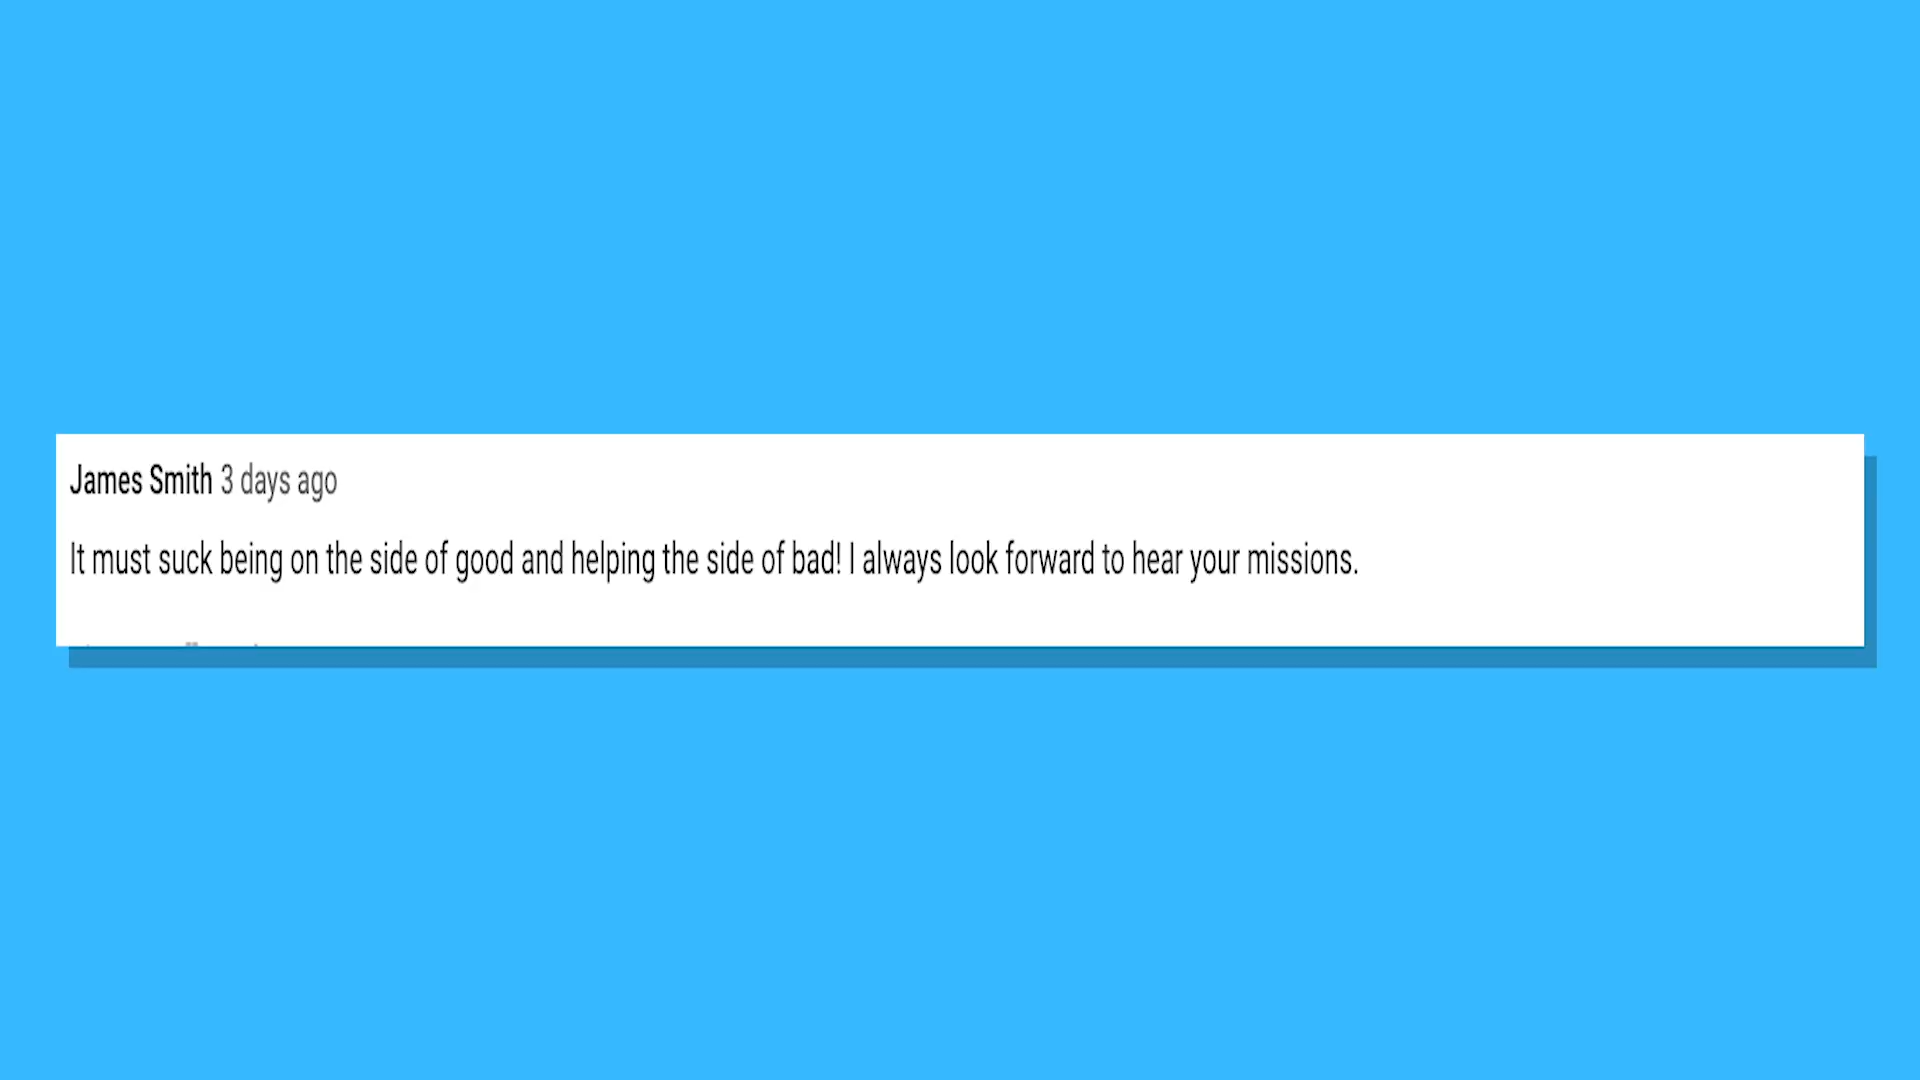 James Smith 3 days ago
It must suck being on the side of good and helping the side of bad! I always look forward to hear your missions.